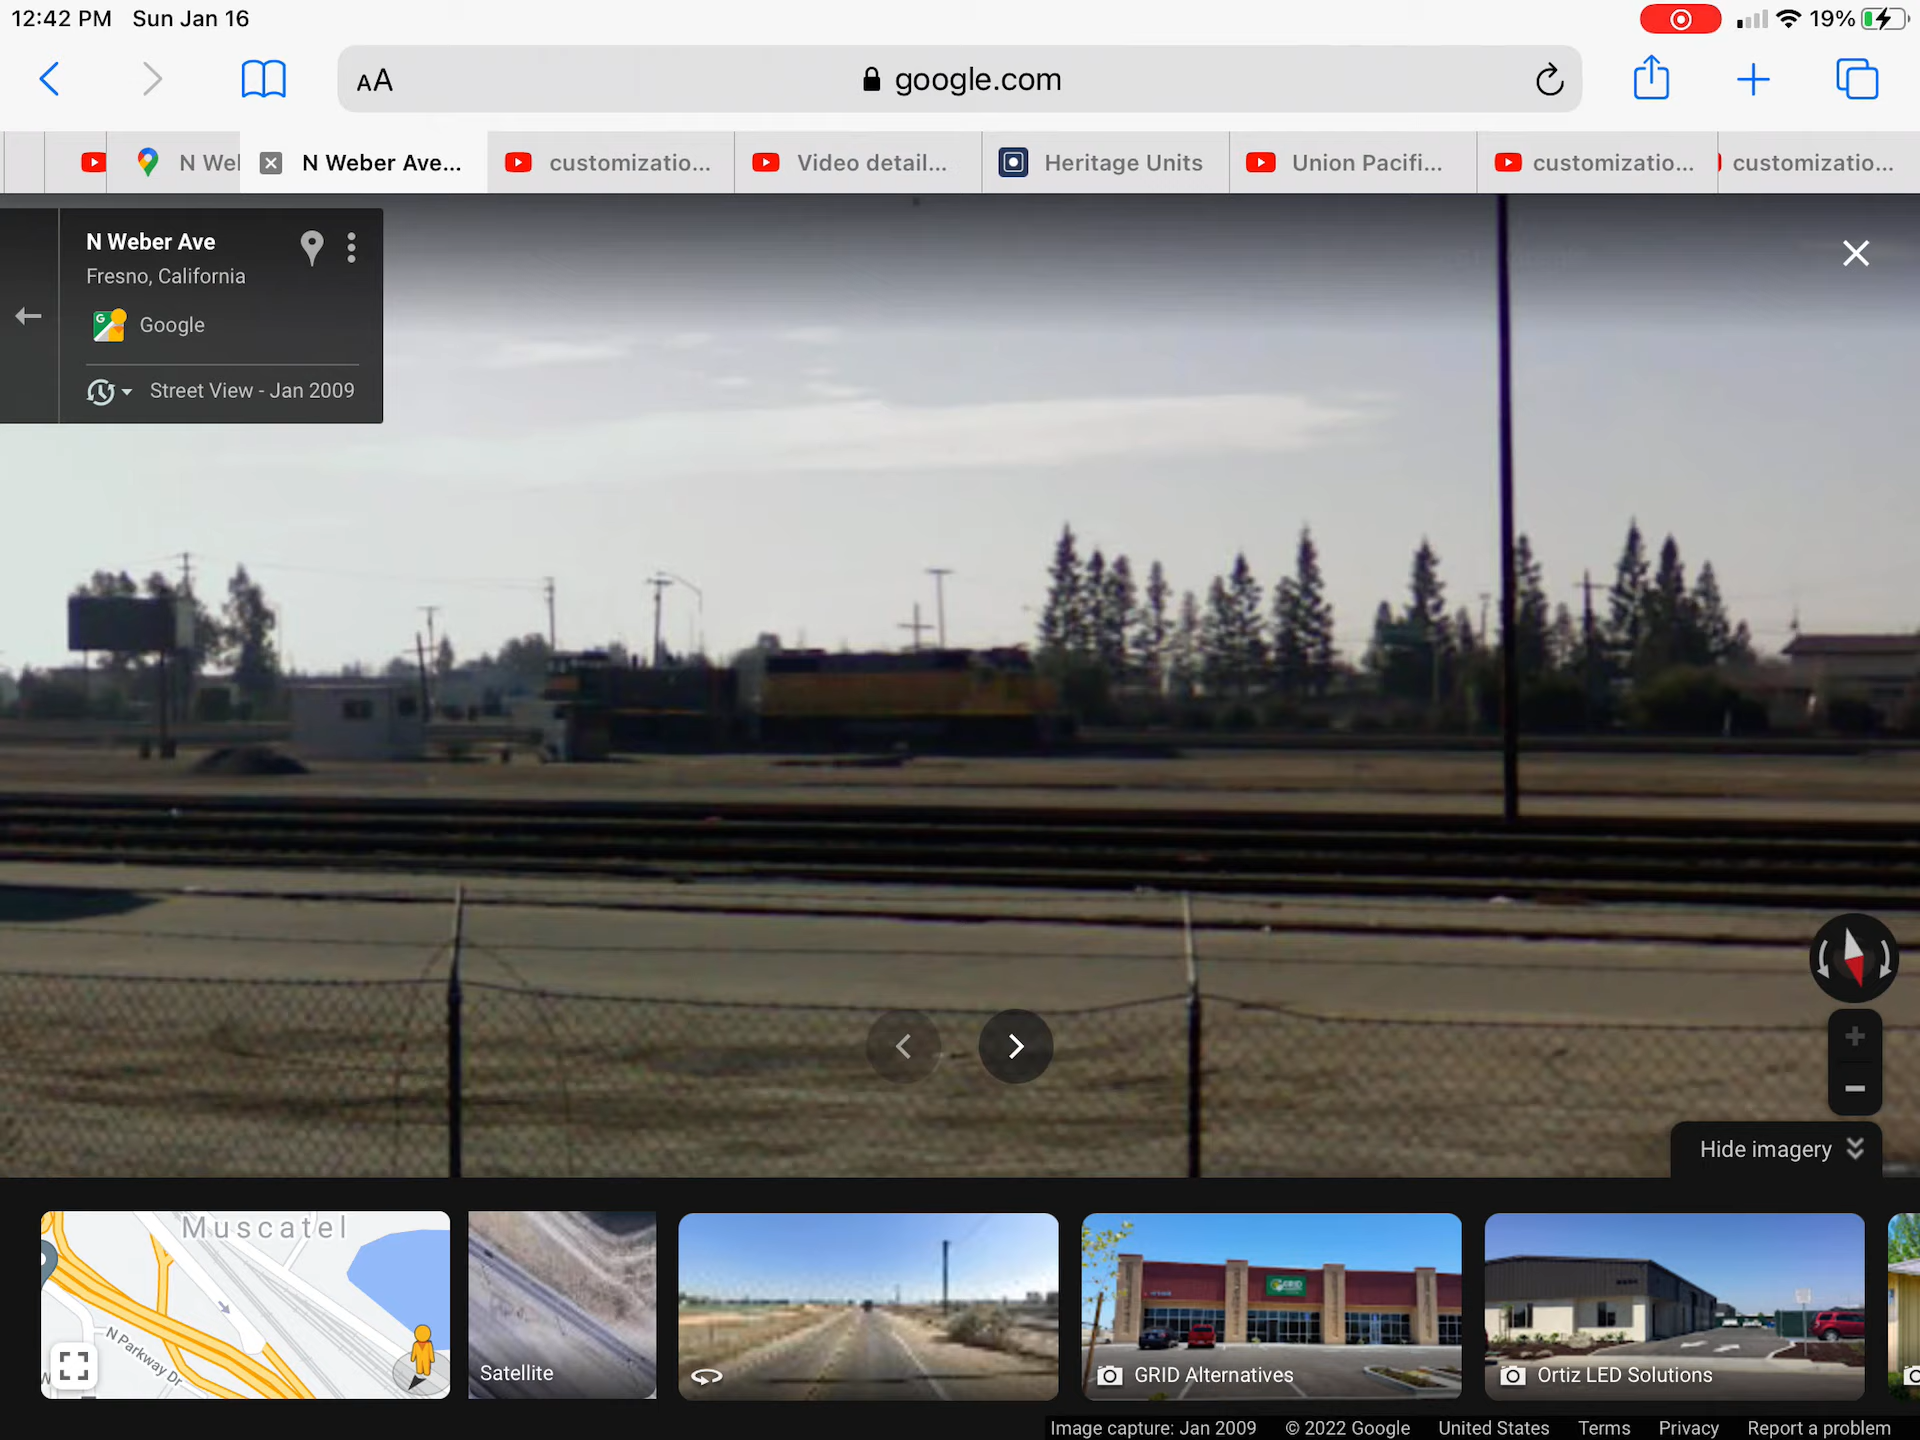 12:42 PM Sun Jan 16
19%
AA
google.com
N Wel
N Weber Ave...
customizatio...
Video detail...
Heritage Units
Union Pacifi...
customizatio...
customizatio...
N Weber Ave
Fresno, California
Google
Street View - Jan 2009
Hide imagery
Muscatel
N Parkway Dr
W
Satellite
GRID
GRID Alternatives
Ortiz LED Solutions
Image capture: Jan 2009 © 2022 Google United States Terms Privacy Report a problem